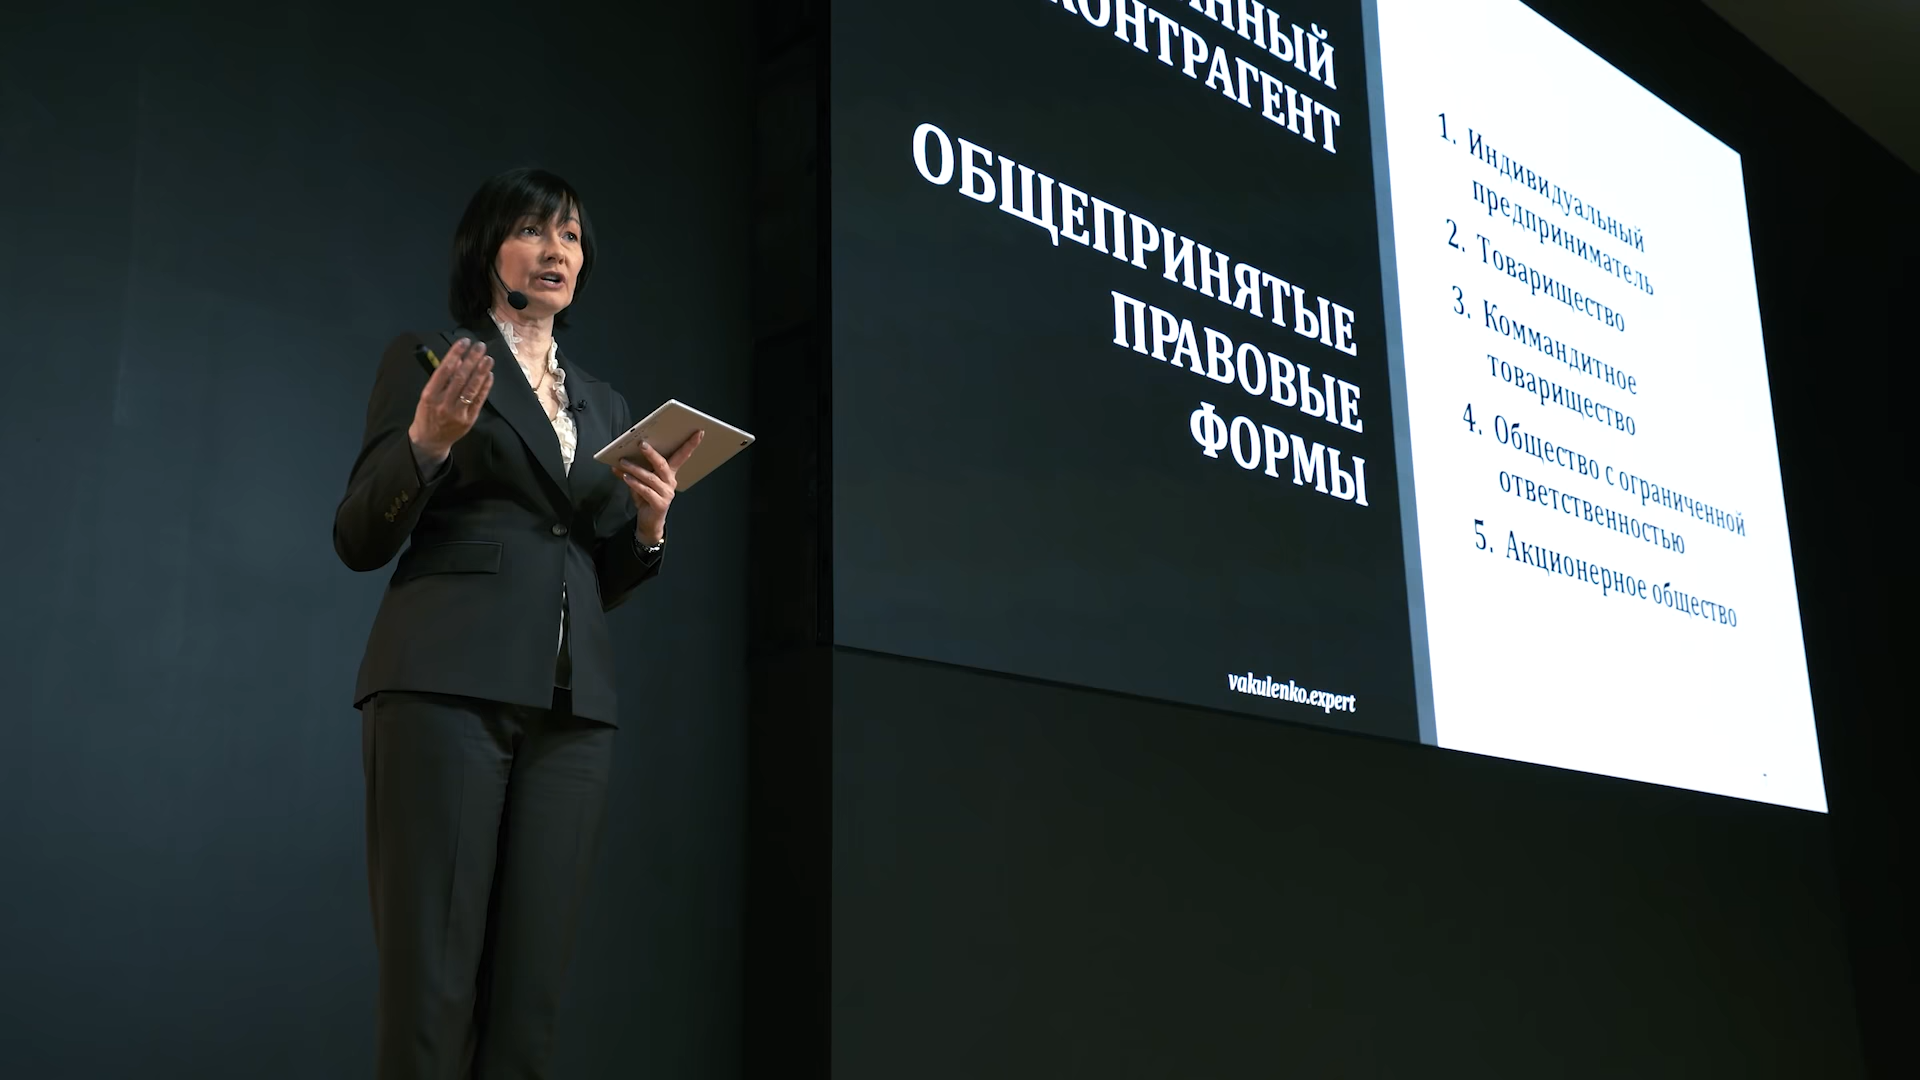 КОНТРАГЕНТ
ОБЩЕПРИНЯТЫЕ
ПРАВОВЫЕ
ФОРМЫ
vakulenko.expert
1. Индивидуальный
предприниматель
2. Товарищество
3. Коммандитное
товарищество
4. Общество с ограниченной
ответственностью
5. Акционерное общество